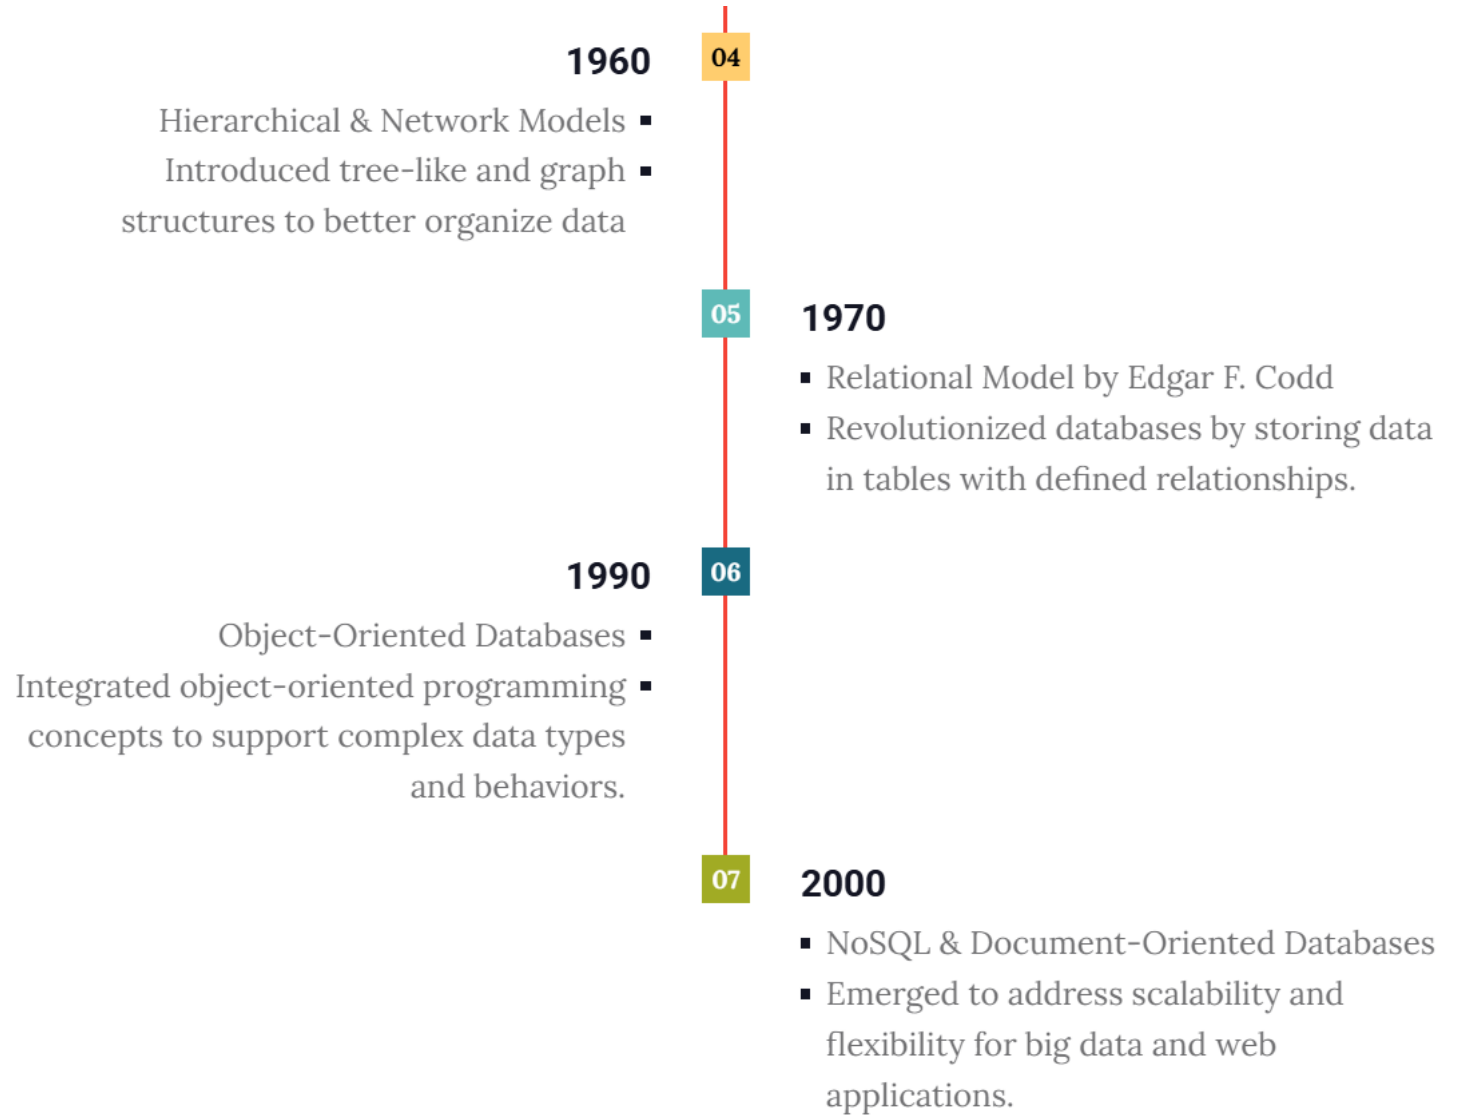 04
1960
Hierarchical & Network Models
Introduced tree-like and graph
structures to better organize data
05
1970
Relational Model by Edgar F. Codd
Revolutionized databases by storing data
in tables with defined relationships.
06
1990
Object-Oriented Databases
Integrated object-oriented programming
concepts to support complex data types
and behaviors.
07
2000
NoSQL & Document-Oriented Databases
Emerged to address scalability and
flexibility for big data and web
applications.